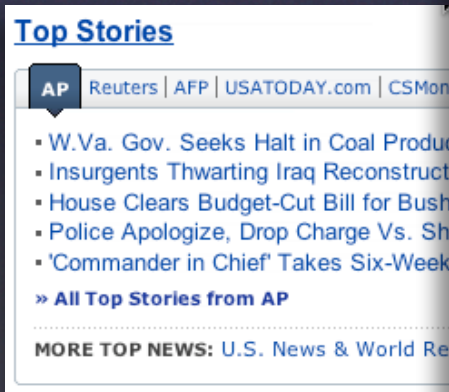 Top Stories
AP Reuters | AFP | USATODAY.com | CSMon
W.Va. Gov. Seeks Halt in Coal Produc
Insurgents Thwarting Iraq Reconstruct
House Clears Budget-Cut Bill for Bush
Police Apologize, Drop Charge Vs. Sh
'Commander in Chief' Takes Six-Week
» All Top Stories from AP
MORE TOP NEWS: U.S. News & World Re